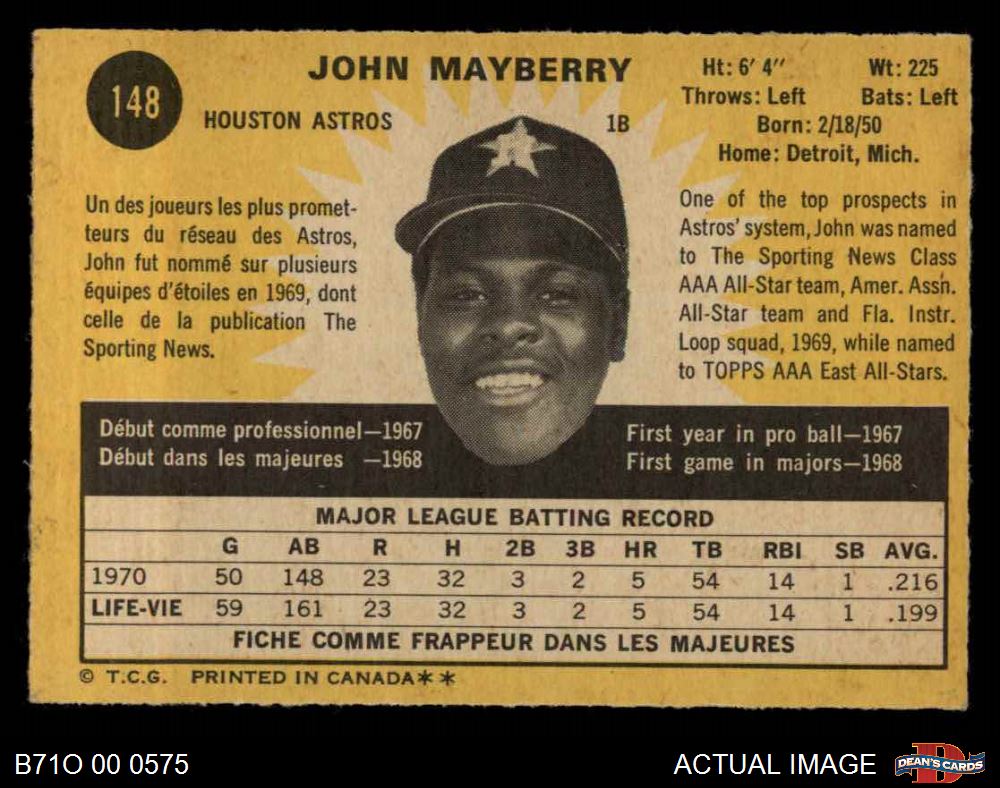 148
JOHN MAYBERRY
HOUSTON ASTROS
1B
Ht: 6' 4" Wt: 225
Throws: Left Bats: Left
Born: 2/18/50
Home: Detroit, Mich.
Un des joueurs les plus promet-
teurs du réseau des Astros,
John fut nommé sur plusieurs
équipes d'étoiles en 1969, dont
celle de la publication The
Sporting News.
One of the top prospects in
Astros' system, John was named
to The Sporting News Class
AAA All-Star team, Amer. Assn.
All-Star team and Fla. Instr.
Loop squad, 1969, while named
to TOPPS AAA East All-Stars.
Début comme professionnel—1967
Début dans les majeures —1968
First year in pro ball—1967
First game in majors—1968
MAJOR LEAGUE BATTING RECORD
G AB R H 2B 3B HR TB RBI SB AVG.
1970 50 148 23 32 3 2 5 54 14 1 .216
LIFE-VIE 59 161 23 32 3 2 5 54 14 1 .199
FICHE COMME FRAPPEUR DANS LES MAJEURES
© T.C.G. PRINTED IN CANADA**
B71O 00 0575
ACTUAL IMAGE
DEAN'S CARDS